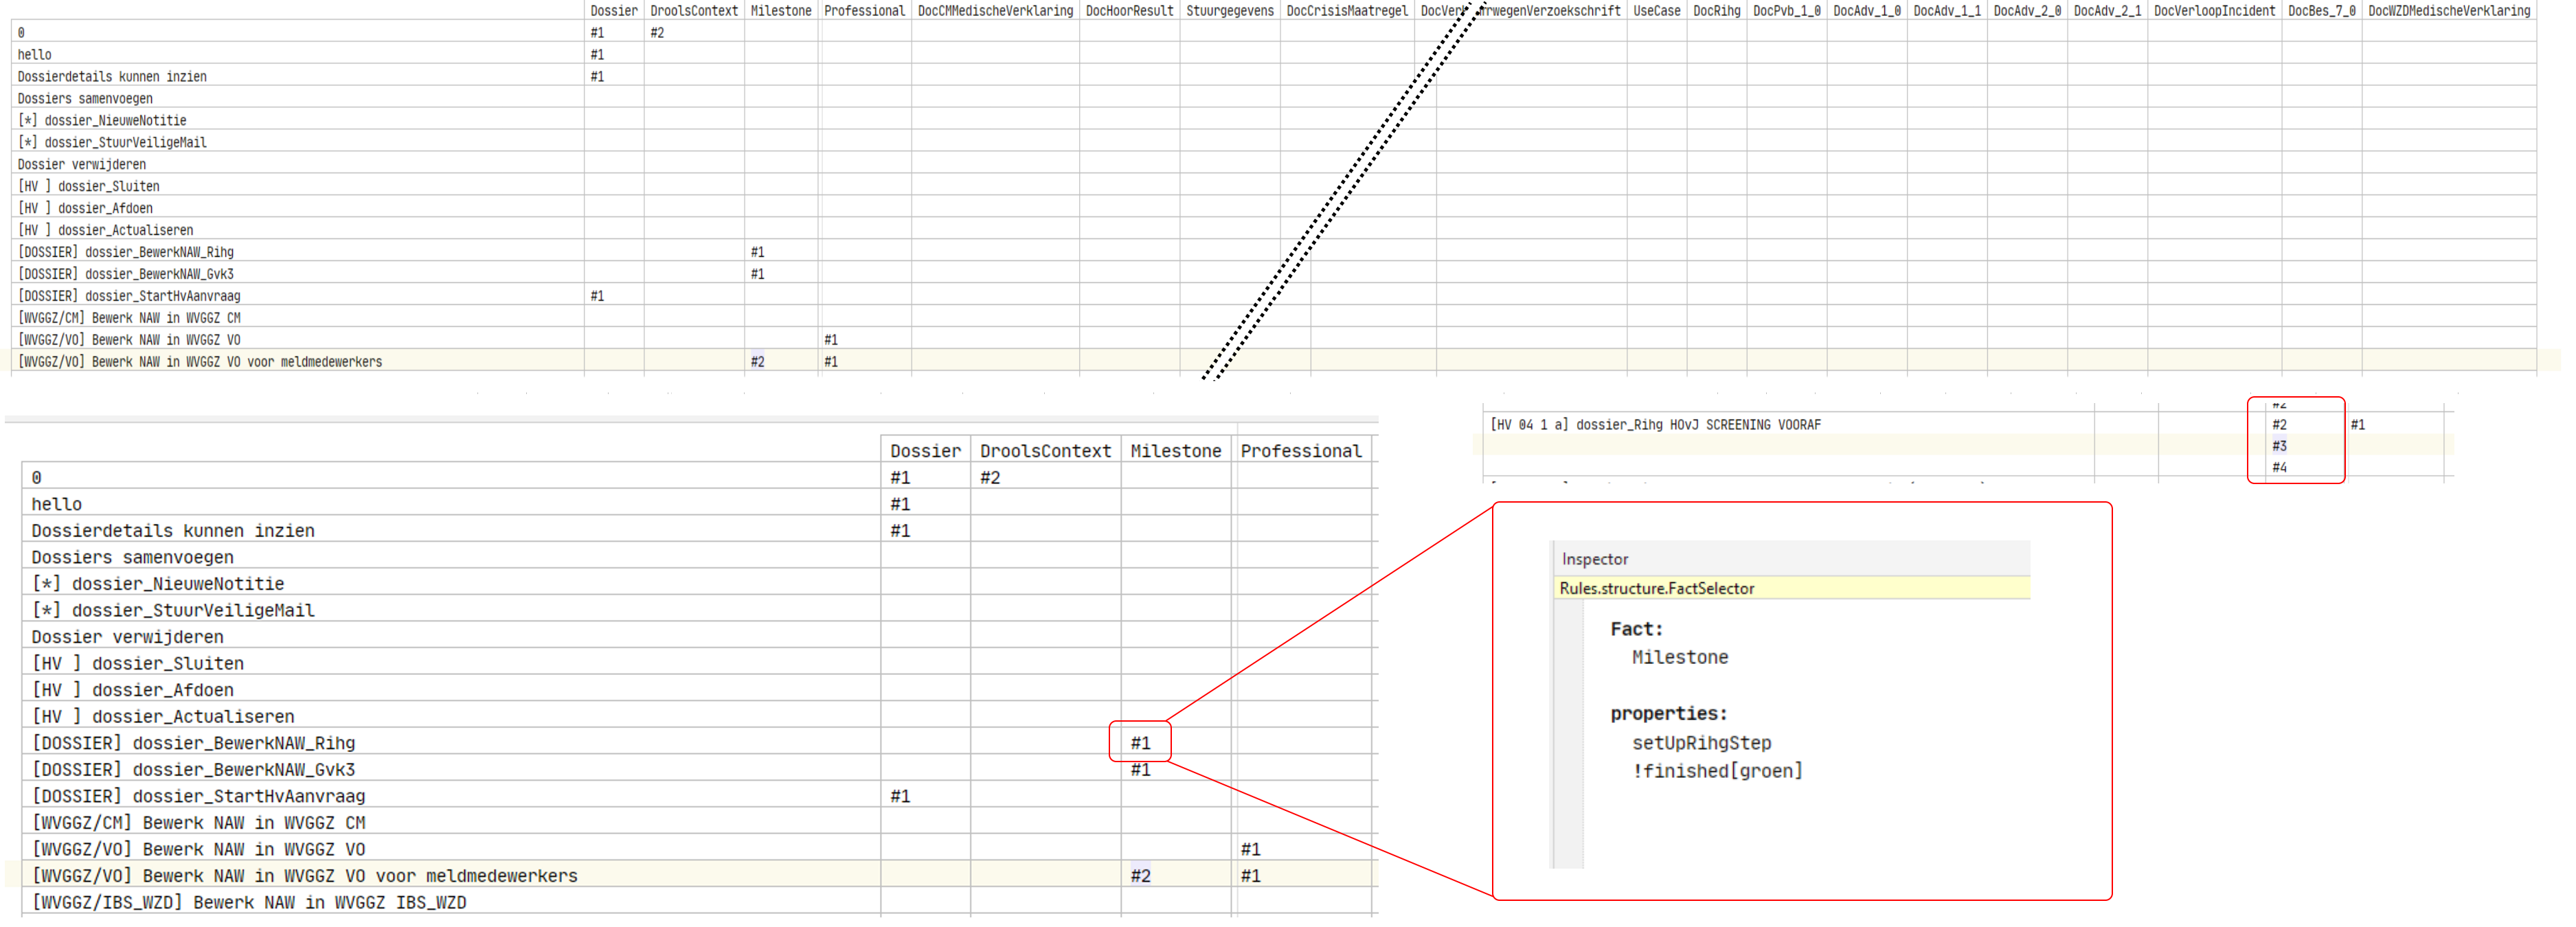 Dossier DroolsContext Milestone Professional DocCMMedischeVerklaring DocHoorResult Stuurgegevens DocCrisisMaatregel rwegenVerzoekschrift UseCase DocRihg DocPvb_1_0 DocAdv_1_0 DocAdv_1_1 DocAdv_2_0 DocAdv_2_1 DocVerloopIncident DocBes_7_0 DocWZDMedischeVerklaring
0 #1 #2
hello #1
Dossierdetails kunnen inzien #1
Dossiers samenvoegen
[*] dossier_NieuweNotitie
[*] dossier_StuurVeiligeMail
Dossier verwijderen
[HV ] dossier_Sluiten
[HV ] dossier_Afdoen
[HV ] dossier_Actualiseren
[DOSSIER] dossier_BewerkNAW_Rihg #1
[DOSSIER] dossier_BewerkNAW_Gvk3 #1
[DOSSIER] dossier_StartHvAanvraag #1
[WVGGZ/CM] Bewerk NAW in WVGGZ CM
[WVGGZ/VO] Bewerk NAW in WVGGZ VO #1
[WVGGZ/VO] Bewerk NAW in WVGGZ VO voor meldmedewerkers #2 #1
Dossier DroolsContext Milestone Professional
0 #1 #2
hello #1
Dossierdetails kunnen inzien #1
Dossiers samenvoegen
[*] dossier_NieuweNotitie
[*] dossier_StuurVeiligeMail
Dossier verwijderen
[HV ] dossier_Sluiten
[HV ] dossier_Afdoen
[HV ] dossier_Actualiseren
[DOSSIER] dossier_BewerkNAW_Rihg #1
[DOSSIER] dossier_BewerkNAW_Gvk3 #1
[DOSSIER] dossier_StartHvAanvraag #1
[WVGGZ/CM] Bewerk NAW in WVGGZ CM
[WVGGZ/VO] Bewerk NAW in WVGGZ VO #1
[WVGGZ/VO] Bewerk NAW in WVGGZ VO voor meldmedewerkers #2 #1
[WVGGZ/IBS_WZD] Bewerk NAW in WVGGZ IBS_WZD
#2
[HV 04 1 a] dossier_Rihg HOvJ SCREENING VOORAF #2 #1
#3
#4
Inspector
Rules.structure.FactSelector
Fact:
Milestone
properties:
setUpRihgStep
!finished[groen]